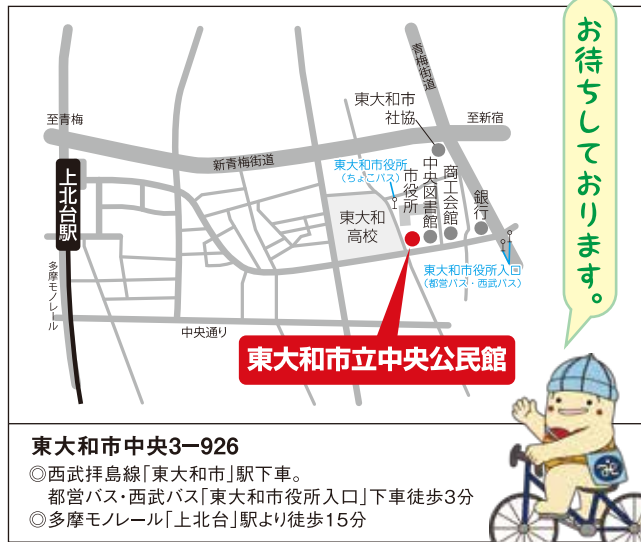 お待ちしております。
青梅街道
東大和市
社協
至青梅
至新宿
新青梅街道
東大和市役所
(ちょこバス)
市役所
中央図書館
商工会館
銀行
上北台駅
東大和
高校
東大和市役所入口
(都営バス・西武バス)
多摩モノレール
中央通り
東大和市立中央公民館
東大和市中央3−926
◎西武拝島線「東大和市」駅下車。
都営バス・西武バス「東大和市役所入口」下車徒歩3分
◎多摩モノレール「上北台」駅より徒歩15分